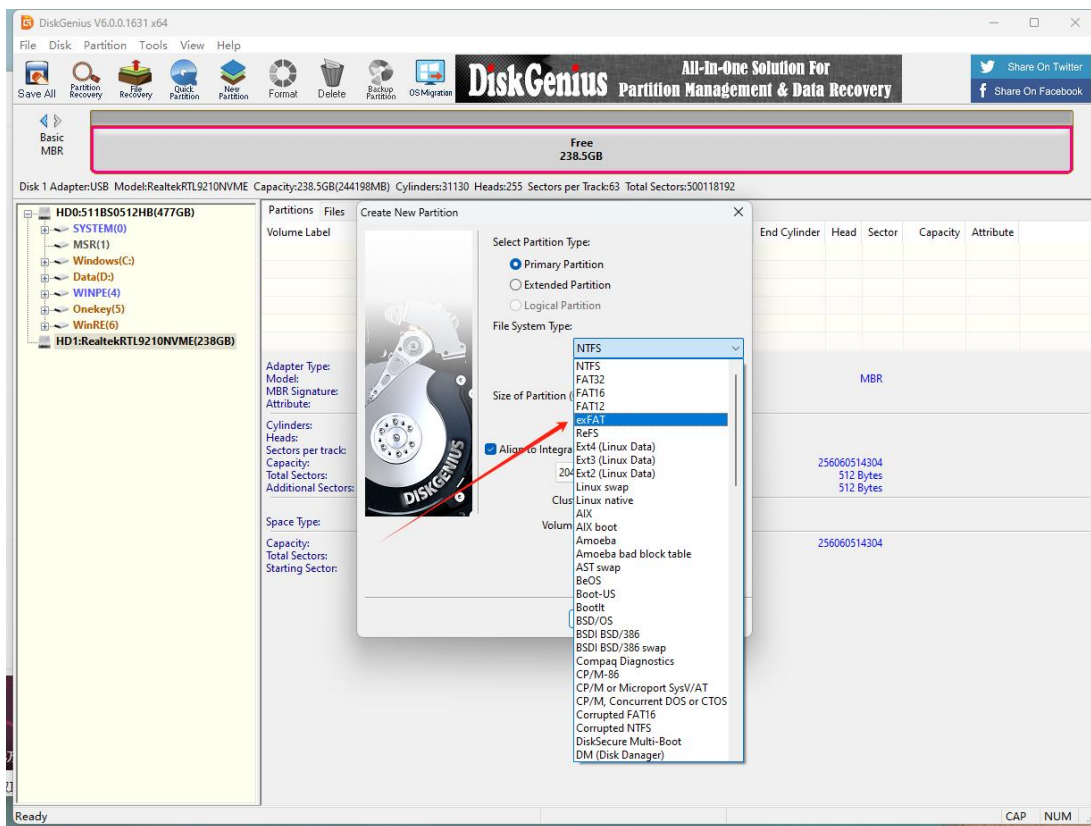 DiskGenius V6.0.0.1631 x64
File Disk Partition Tools View Help
Save All
Partition Recovery
File Recovery
Quick Partition
New Partition
Format
Delete
Backup Partition
OS Migration
DiskGenius
All-In-One Solution For
Partition Management & Data Recovery
Share On Twitter
Share On Facebook
Basic
MBR
Free
238.5GB
Disk 1 Adapter:USB Model:RealtekRTL9210NVME Capacity:238.5GB(244198MB) Cylinders:31130 Heads:255 Sectors per Track:63 Total Sectors:500118192
HD0:511BS0512HB(477GB)
SYSTEM(0)
MSR(1)
Windows(C:)
Data(D:)
WINPE(4)
Onekey(5)
WinRE(6)
HD1:RealtekRTL9210NVME(238GB)
Partitions Files
Volume Label
End Cylinder Head Sector Capacity Attribute
Adapter Type:
Model:
MBR
MBR Signature:
Attribute:
Cylinders:
Heads:
Sectors per track:
Capacity: 256060514304
Total Sectors: 512 Bytes
Additional Sectors: 512 Bytes
Space Type:
Capacity: 256060514304
Total Sectors:
Starting Sector:
Create New Partition
DISKGENIUS
Select Partition Type:
Primary Partition
Extended Partition
Logical Partition
File System Type:
NTFS
Size of Partition (
Align to Integra
204
Clus
Volum
NTFS
FAT32
FAT16
FAT12
exFAT
ReFS
Ext4 (Linux Data)
Ext3 (Linux Data)
Ext2 (Linux Data)
Linux swap
Linux native
AIX
AIX boot
Amoeba
Amoeba bad block table
AST swap
BeOS
Boot-US
BootIt
BSD/OS
BSDI BSD/386
BSDI BSD/386 swap
Compaq Diagnostics
CP/M-86
CP/M or Microport SysV/AT
CP/M, Concurrent DOS or CTOS
Corrupted FAT16
Corrupted NTFS
DiskSecure Multi-Boot
DM (Disk Danager)
Ready
CAP NUM